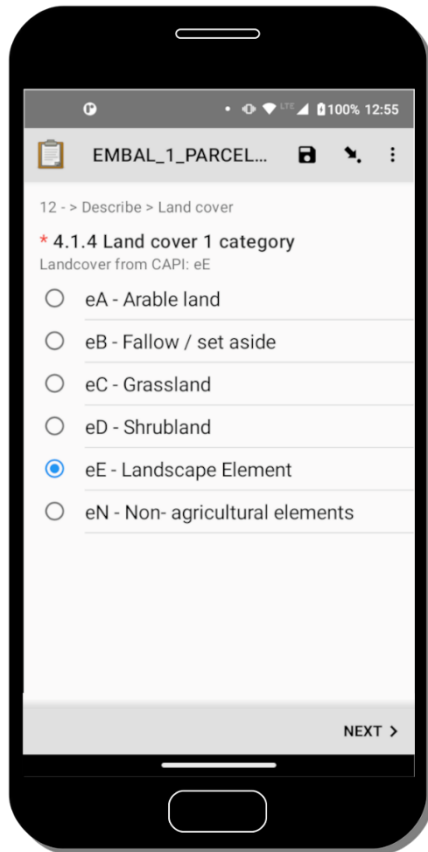 LTE 100% 12:55
EMBAL_1_PARCEL...
12 - > Describe > Land cover
* 4.1.4 Land cover 1 category
Landcover from CAPI: eE
eA - Arable land
eB - Fallow / set aside
eC - Grassland
eD - Shrubland
eE - Landscape Element
eN - Non- agricultural elements
NEXT >